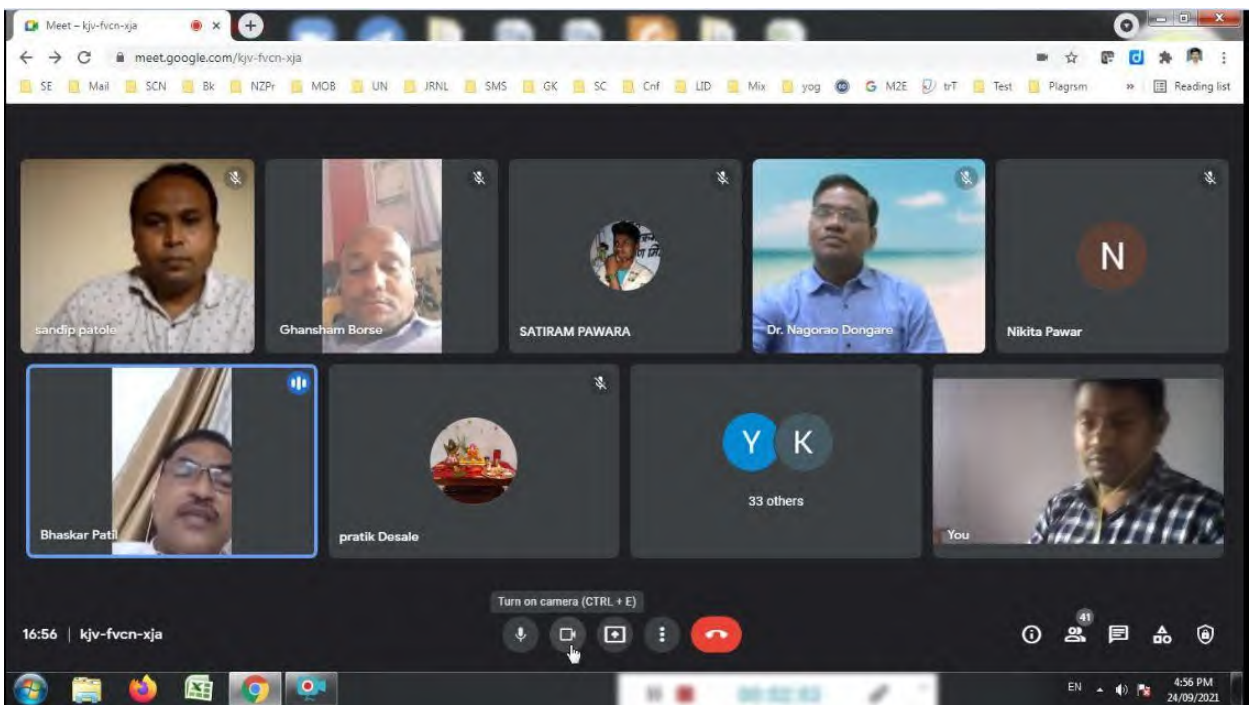 Meet – kjv-fvcn-xja
meet.google.com/kjv-fvcn-xja
SE Mail SCN Bk NZPr MOB UN JRNL SMS GK SC Cnf LID Mix yog G M2E trT Test Plagrsm » Reading list
sandip patole
Ghansham Borse
SATIRAM PAWARA
Dr. Nagorao Dongare
N
Nikita Pawar
Bhaskar Patil
pratik Desale
Y K
33 others
You
Turn on camera (CTRL + E)
16:56 | kjv-fvcn-xja
41
EN
4:56 PM
24/09/2021